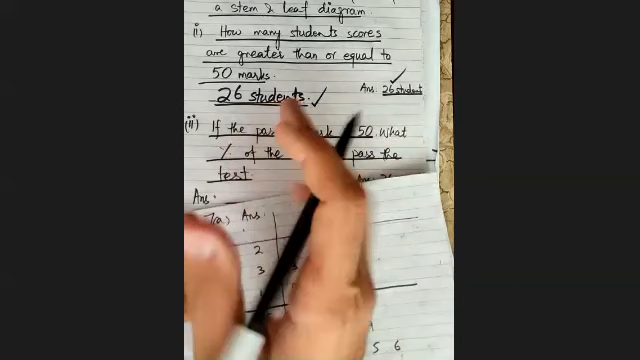 a stem & leaf diagram.
(i) How many students scores
are greater than or equal to
50 marks.
26 students. ✓
Ans. 26 student
(ii) If the 50. What
% of the pass the
test
Ans.
7(a) Ans.
2
3
5 6